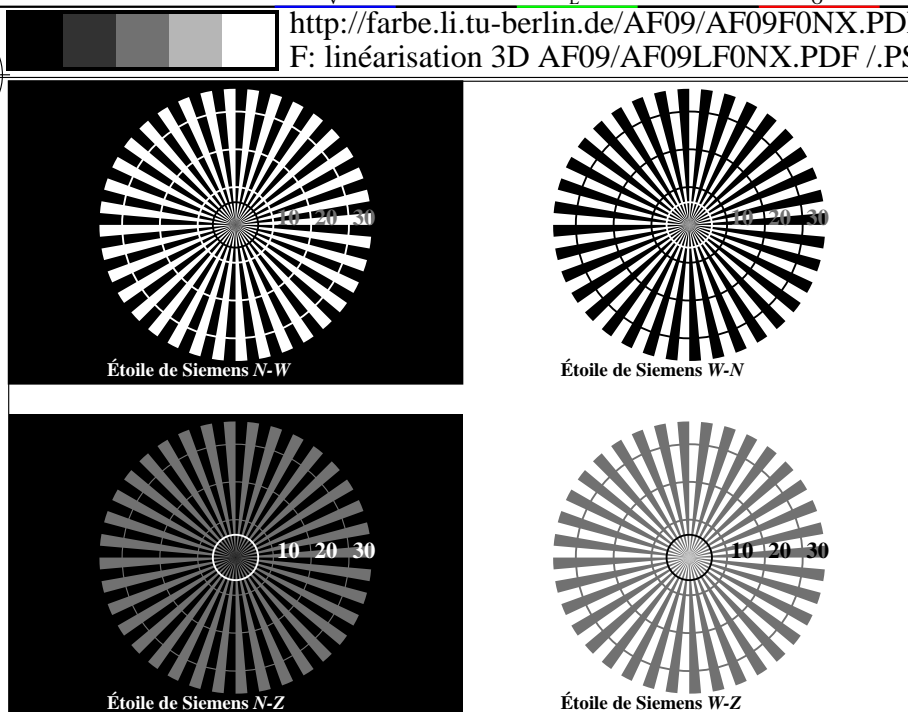 http://farbe.li.tu-berlin.de/AF09/AF09F0NX.PD
F: linéarisation 3D AF09/AF09LF0NX.PDF /.PS
10 20 30
Étoile de Siemens N-W
10 20 30
Étoile de Siemens W-N
10 20 30
Étoile de Siemens N-Z
10 20 30
Étoile de Siemens W-Z